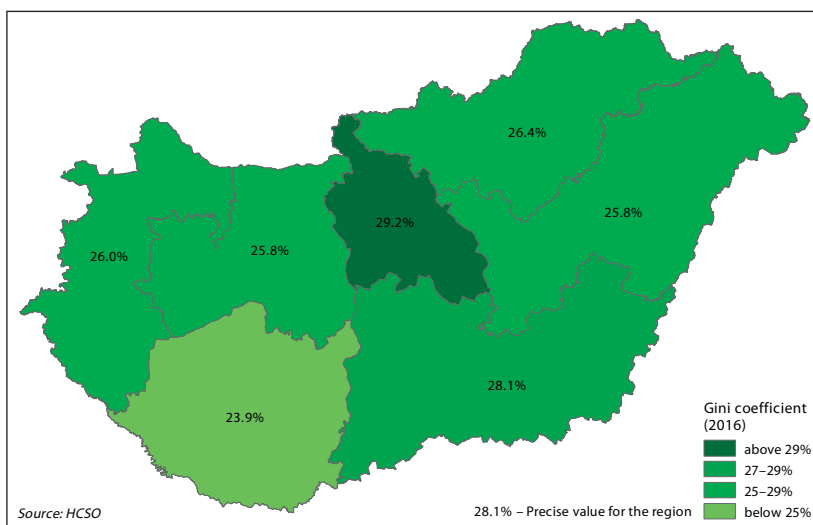 26.4%
29.2%
25.8%
26.0%
25.8%
28.1%
23.9%
Gini coefficient
(2016)
above 29%
27–29%
25–29%
below 25%
Source: HCSO
28.1% – Precise value for the region